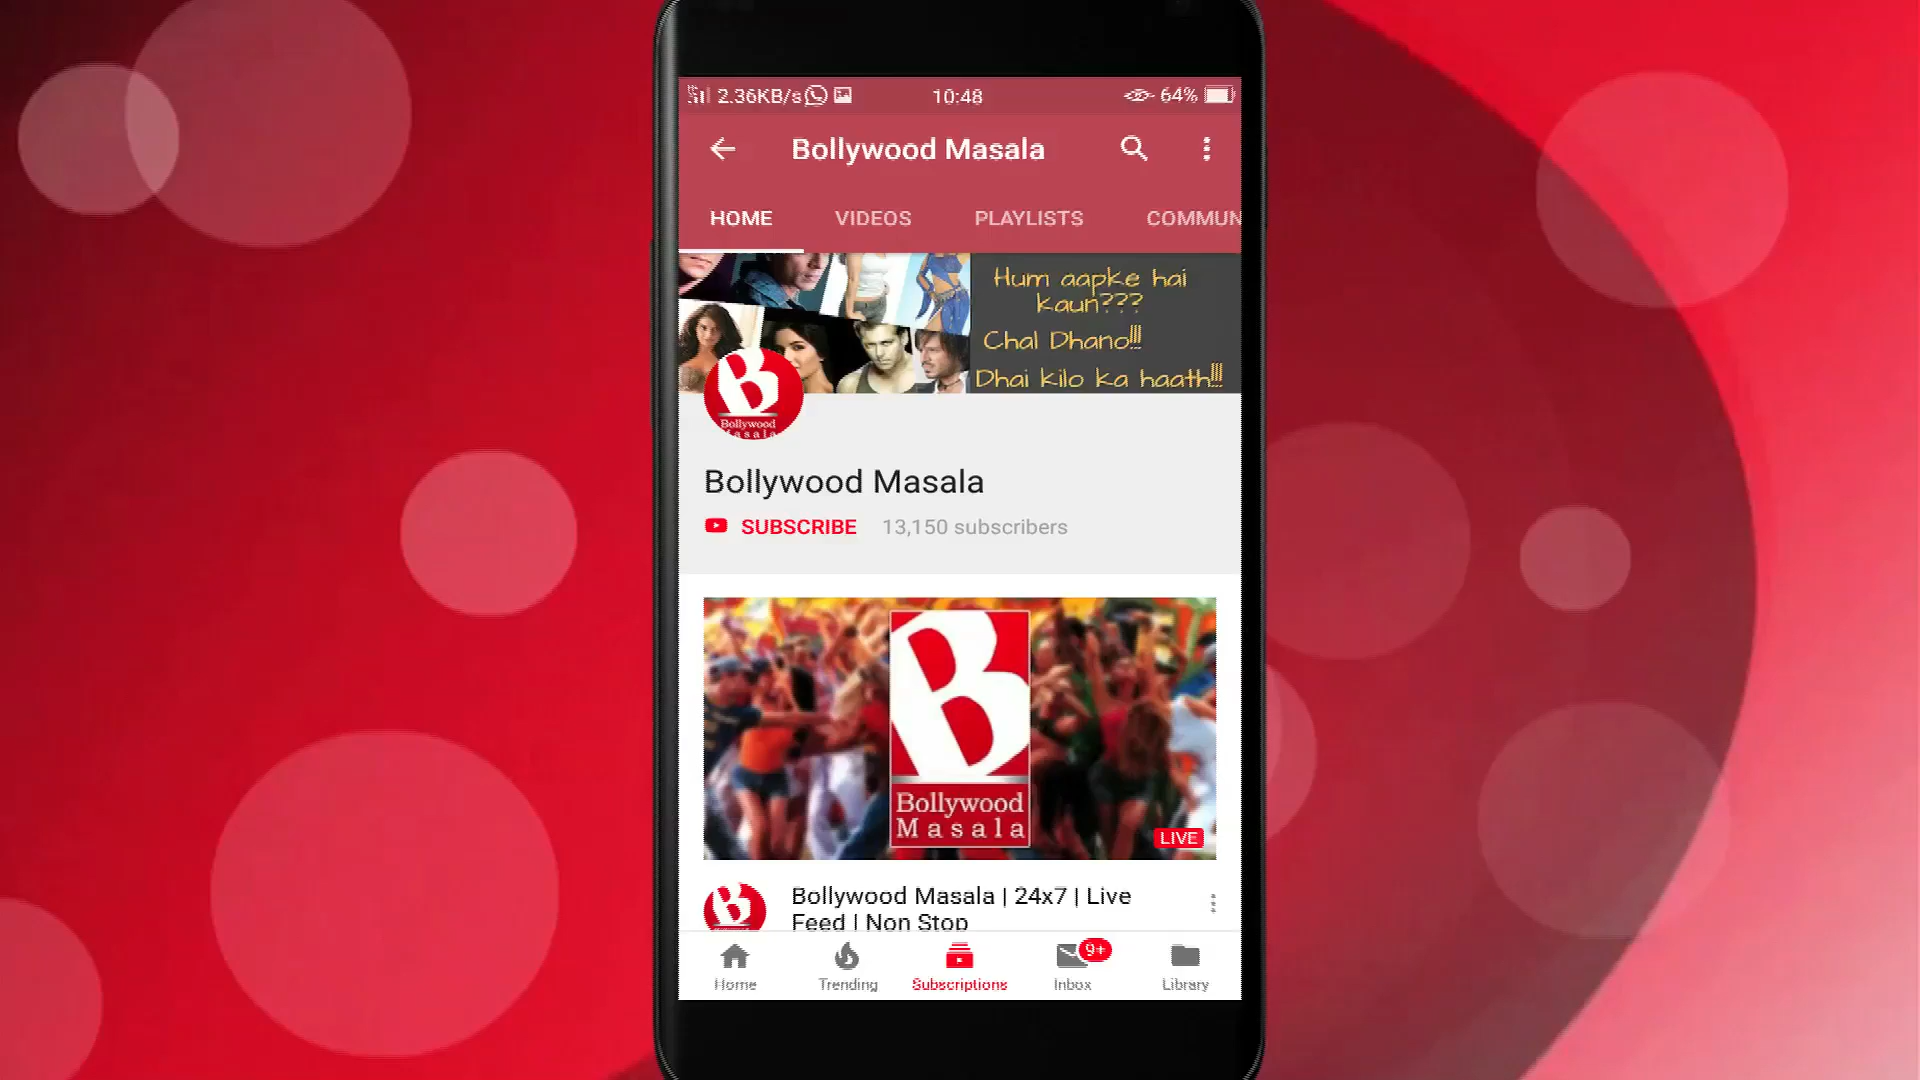 2.36KB/s 10:48 64%
Bollywood Masala
HOME VIDEOS PLAYLISTS COMMUN
Hum aapke hai
kaun???
Chal Dhano!!!
Dhai kilo ka haath!!!
Bollywood
Masala
Bollywood Masala
SUBSCRIBE 13,150 subscribers
Bollywood
Masala
LIVE
Bollywood Masala | 24x7 | Live
Feed | Non Stop
9+
Home Trending Subscriptions Inbox Library